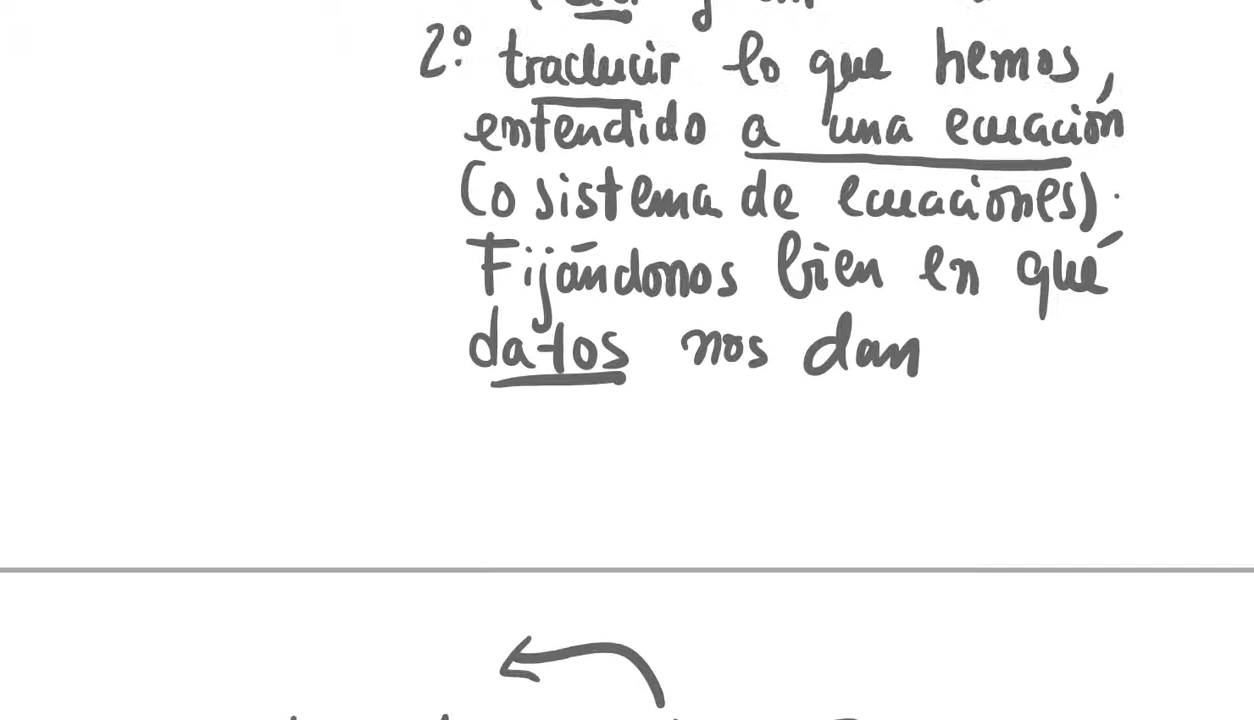 2º traducir lo que hemos
entendido a una ecuación
(o sistema de ecuaciones).
Fijándonos bien en qué
datos nos dan